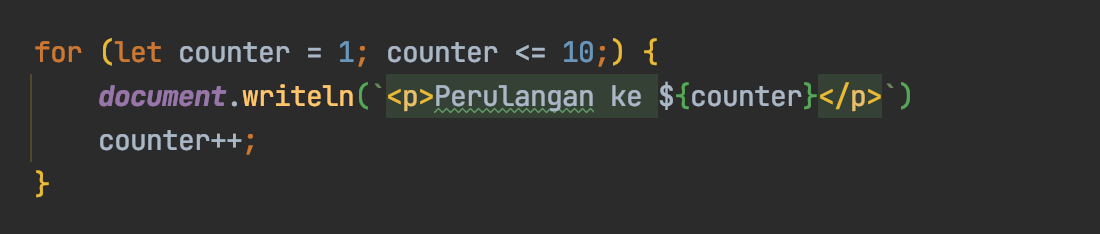 for (let counter = 1; counter <= 10;) {
    document.writeln(`<p>Perulangan ke ${counter}</p>`)
    counter++;
}